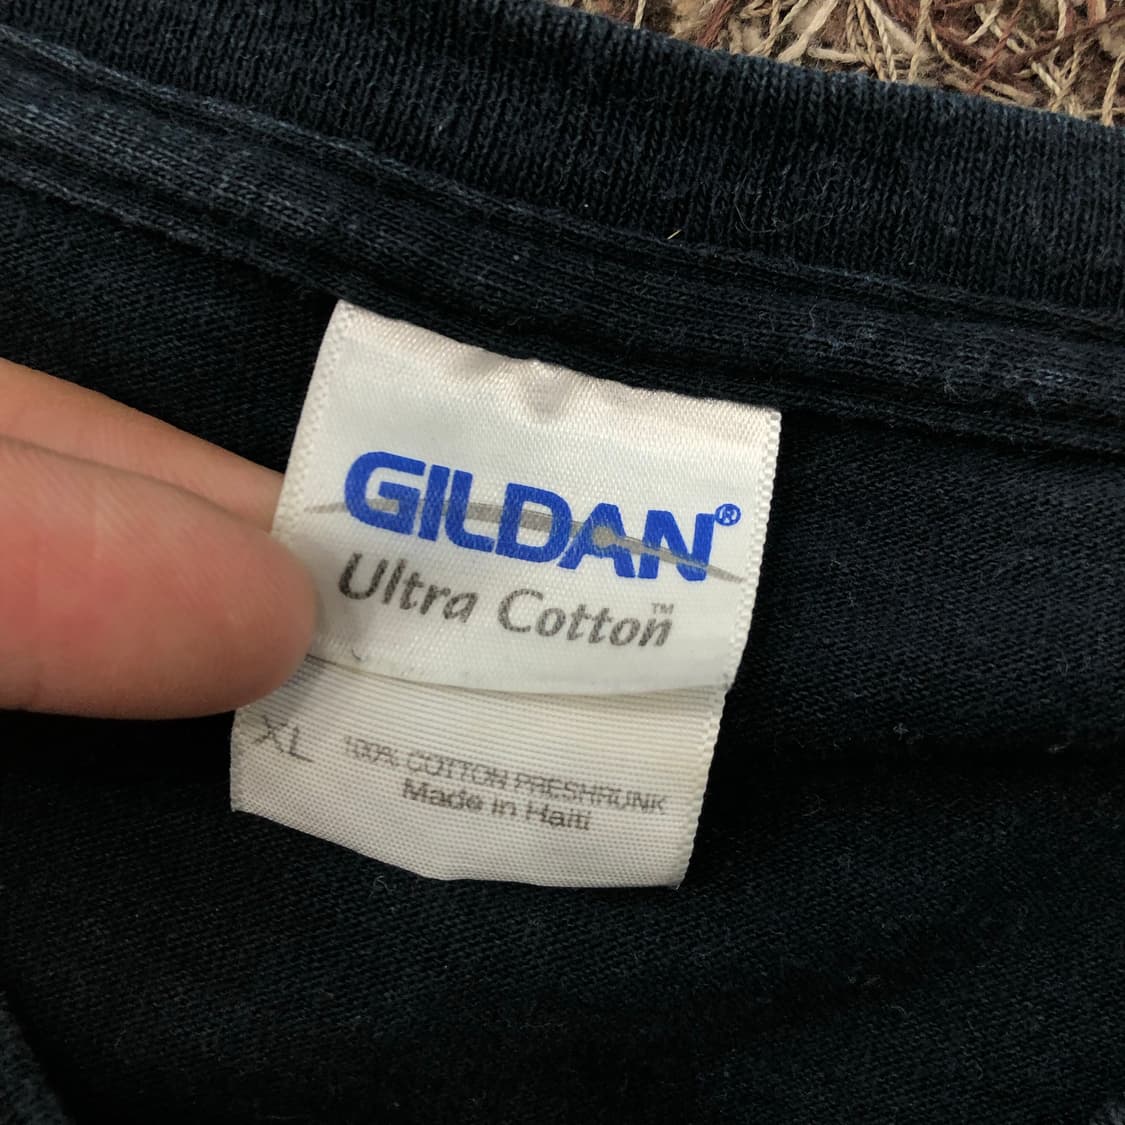 GILDAN®
Ultra Cotton™
XL 100% COTTON PRESHRUNK
Made in Haiti